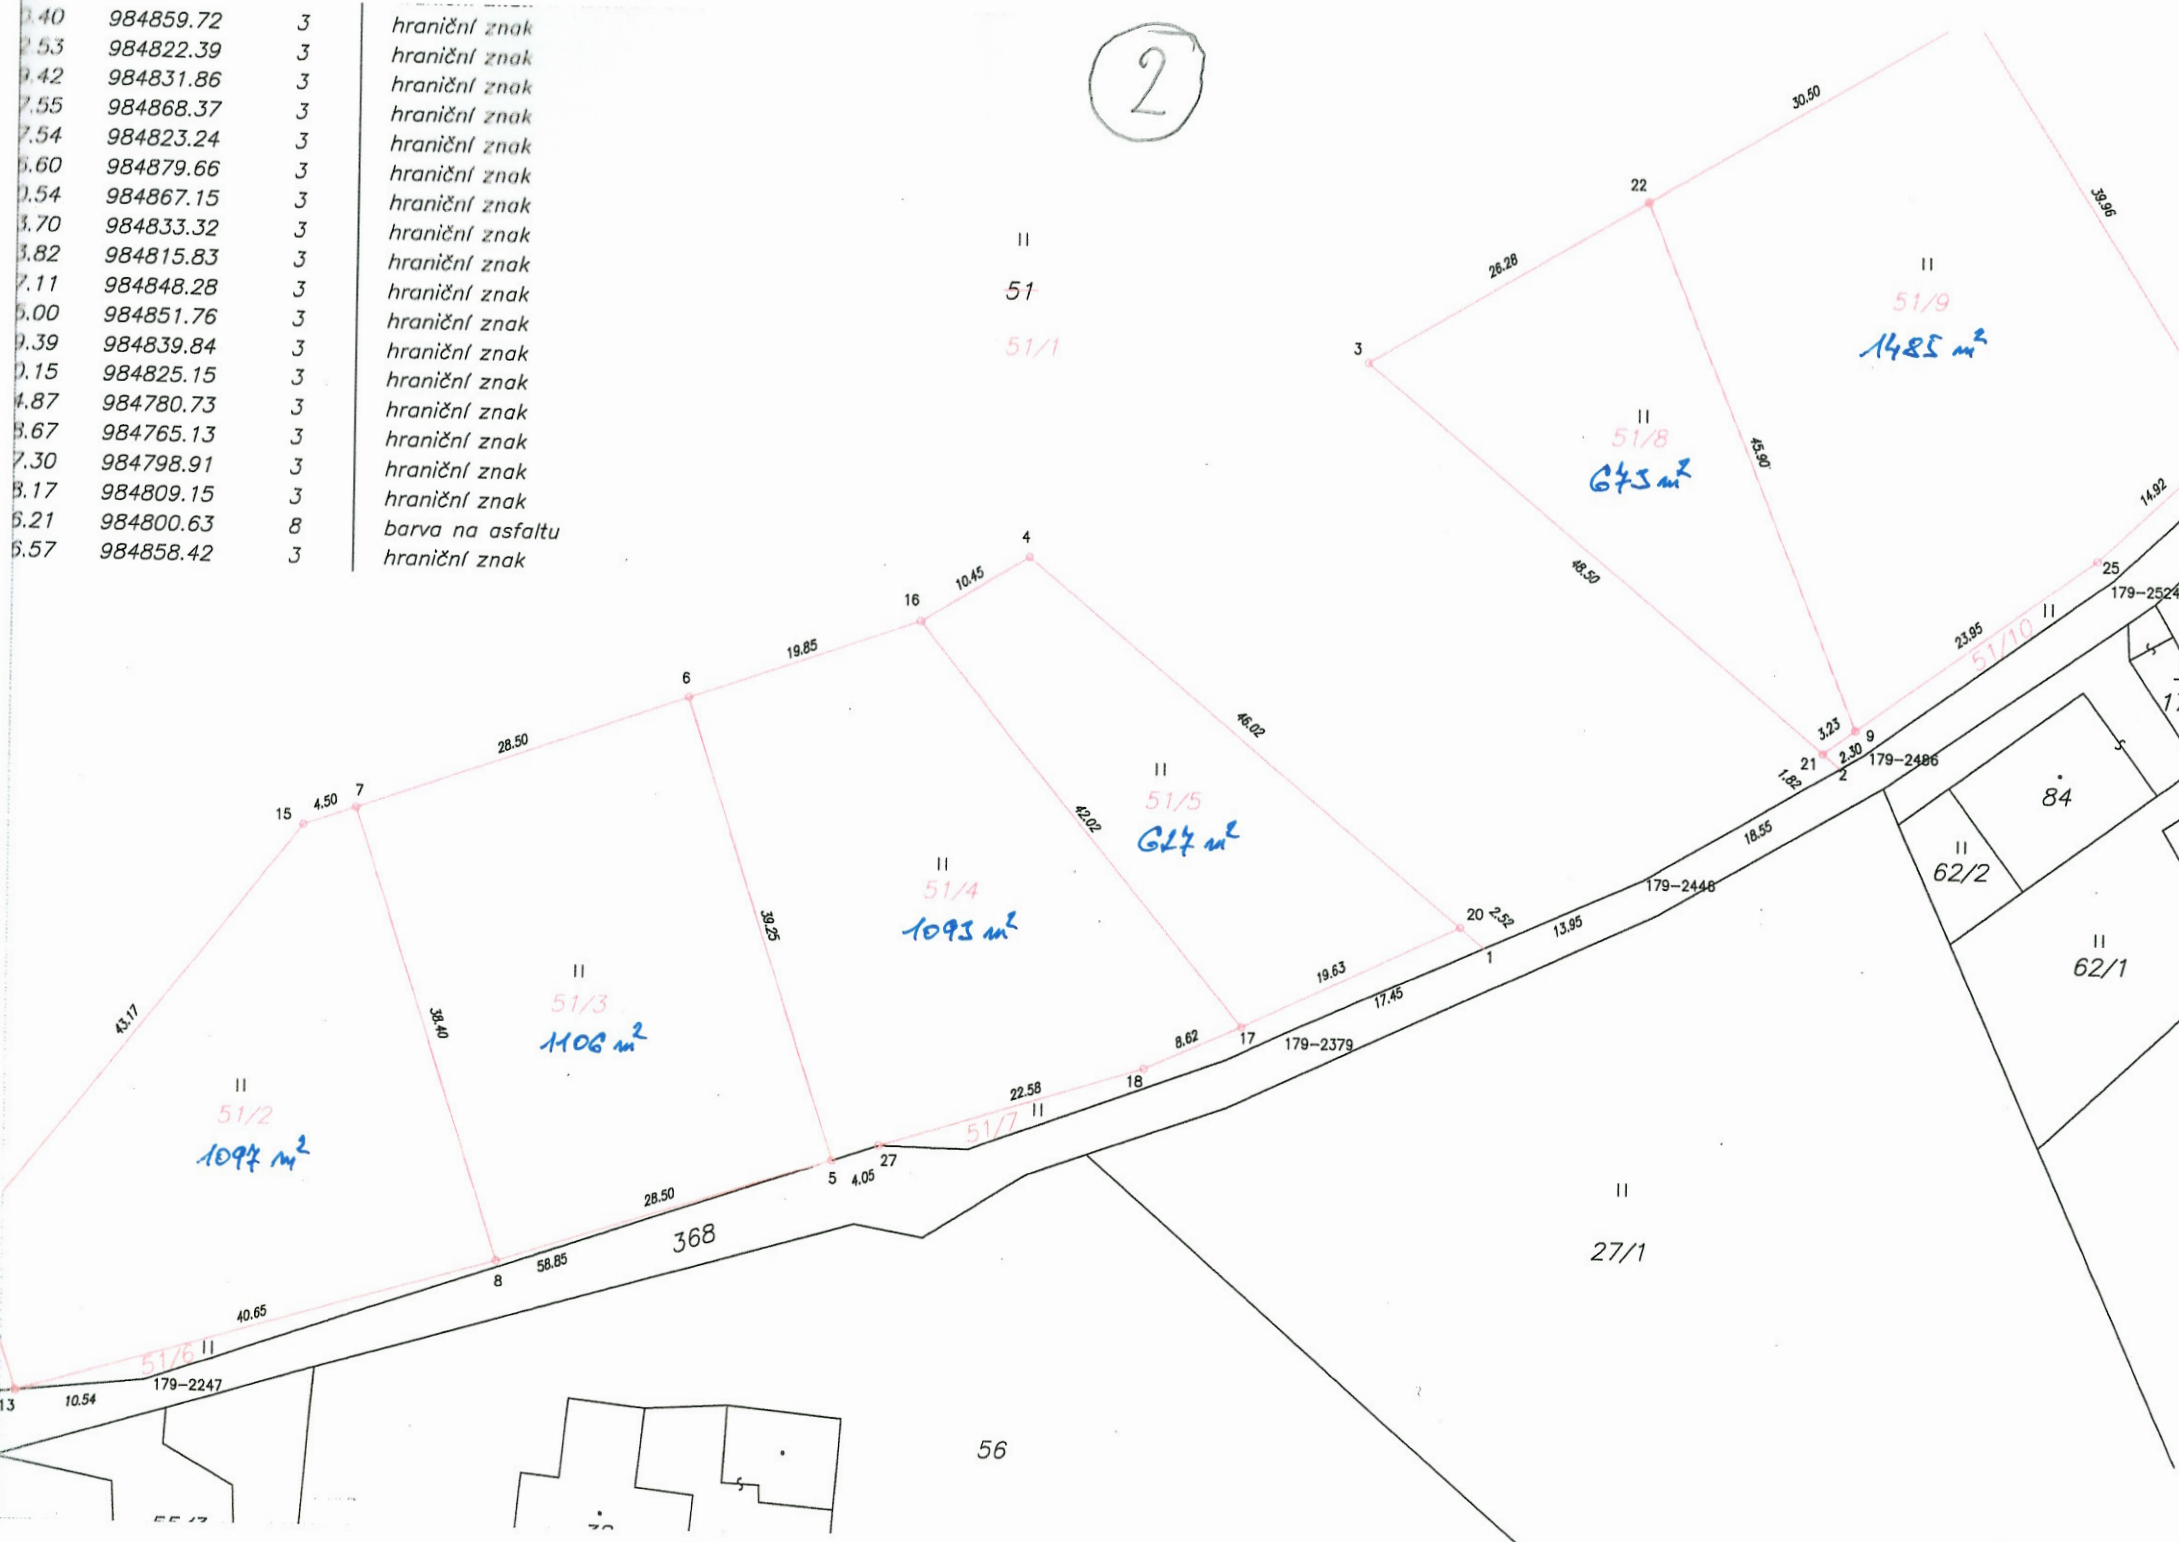 984859.72 3 hraniční znak
984822.39 3 hraniční znak
984831.86 3 hraniční znak
984868.37 3 hraniční znak
984823.24 3 hraniční znak
984879.66 3 hraniční znak
984867.15 3 hraniční znak
984833.32 3 hraniční znak
984815.83 3 hraniční znak
984848.28 3 hraniční znak
984851.76 3 hraniční znak
984839.84 3 hraniční znak
984825.15 3 hraniční znak
984780.73 3 hraniční znak
984765.13 3 hraniční znak
984798.91 3 hraniční znak
984809.15 3 hraniční znak
984800.63 8 barva na asfaltu
984858.42 3 hraniční znak
2
30.50
22
39.96
26.28
51
51/1
51/9
1485 m²
3
51/8
673 m²
45.90
14.92
48.50
4
10.45
16
25
179-2524
23.95
51/10
19.85
6
28.50
46.02
3.23
9
21
2.30
2
179-2486
1.82
15
4.50
7
51/5
627 m²
42.02
84
18.55
62/2
179-2448
51/4
1093 m²
39.25
20
2.52
13.95
1
62/1
43.17
38.40
51/3
1106 m²
19.63
17.45
8.62
17
179-2379
18
22.58
51/7
51/2
1097 m²
27
5
4.05
28.50
368
27/1
8
58.85
40.65
51/6
179-2247
13
10.54
56